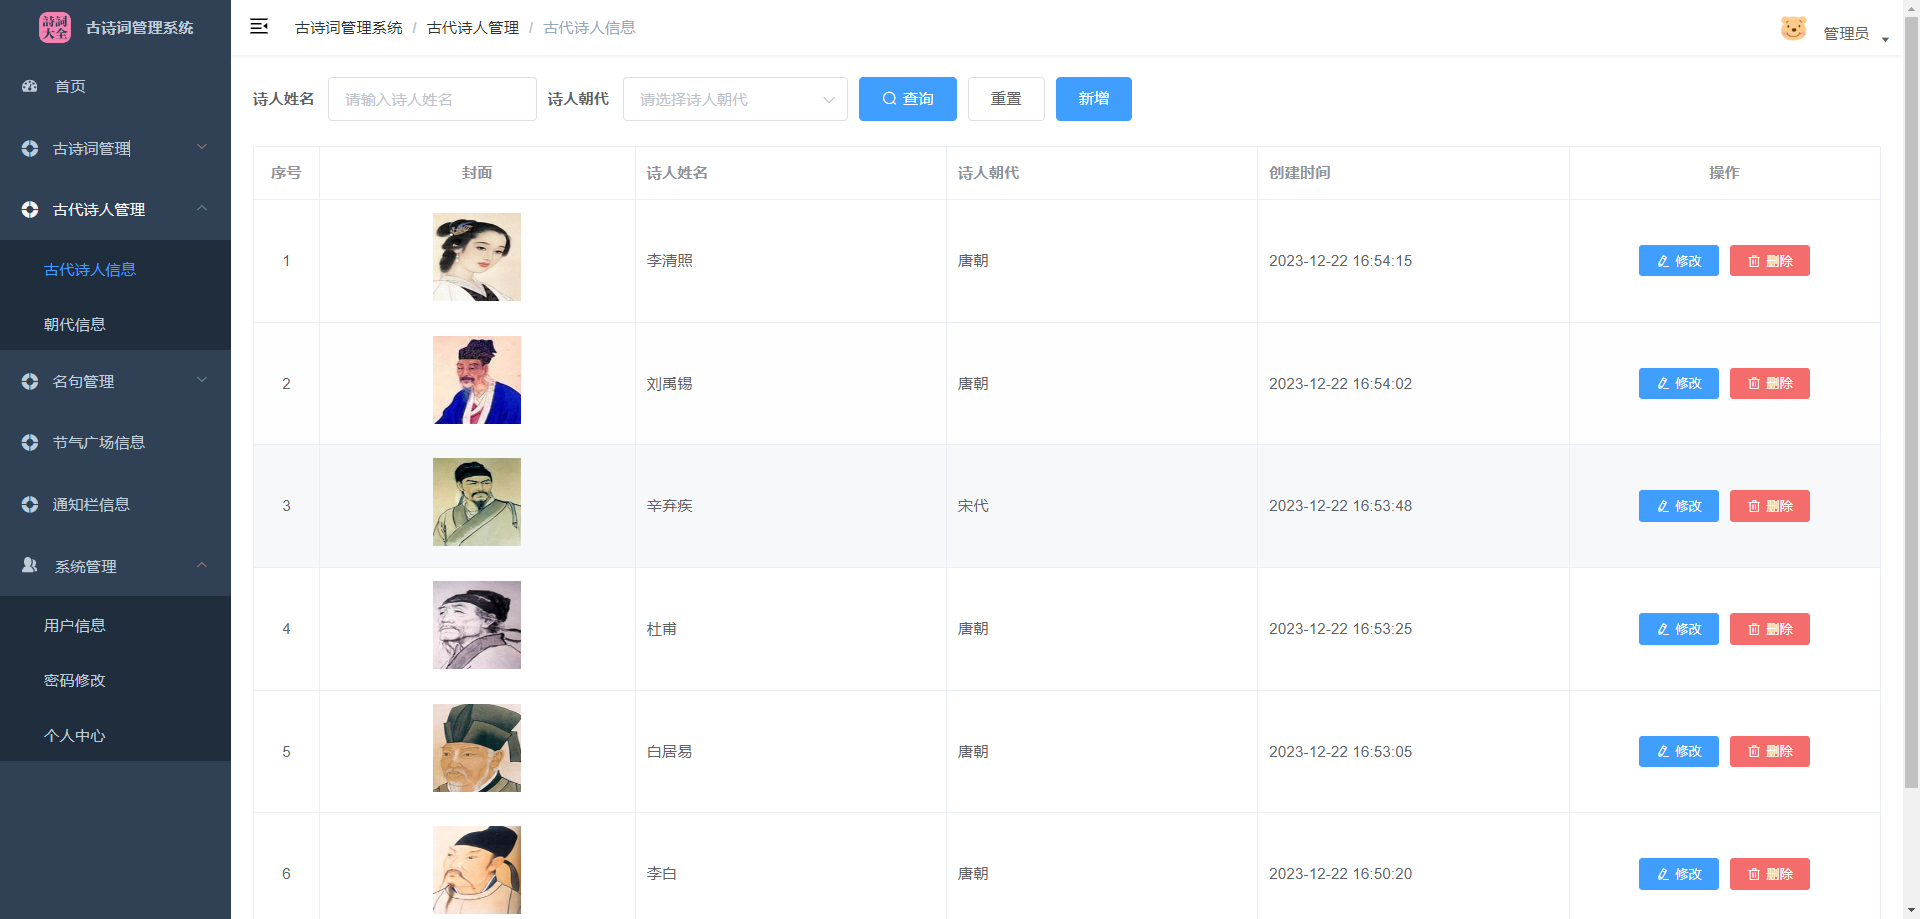 詩詞
大全
古诗词管理系统
首页
古诗词管理
古代诗人管理
古代诗人信息
朝代信息
名句管理
节气广场信息
通知栏信息
系统管理
用户信息
密码修改
个人中心
古诗词管理系统 / 古代诗人管理 / 古代诗人信息
管理员
诗人姓名 请输入诗人姓名 诗人朝代 请选择诗人朝代 查询 重置 新增
序号 封面 诗人姓名 诗人朝代 创建时间 操作
1 李清照 唐朝 2023-12-22 16:54:15 修改 删除
2 刘禹锡 唐朝 2023-12-22 16:54:02 修改 删除
3 辛弃疾 宋代 2023-12-22 16:53:48 修改 删除
4 杜甫 唐朝 2023-12-22 16:53:25 修改 删除
5 白居易 唐朝 2023-12-22 16:53:05 修改 删除
6 李白 唐朝 2023-12-22 16:50:20 修改 删除